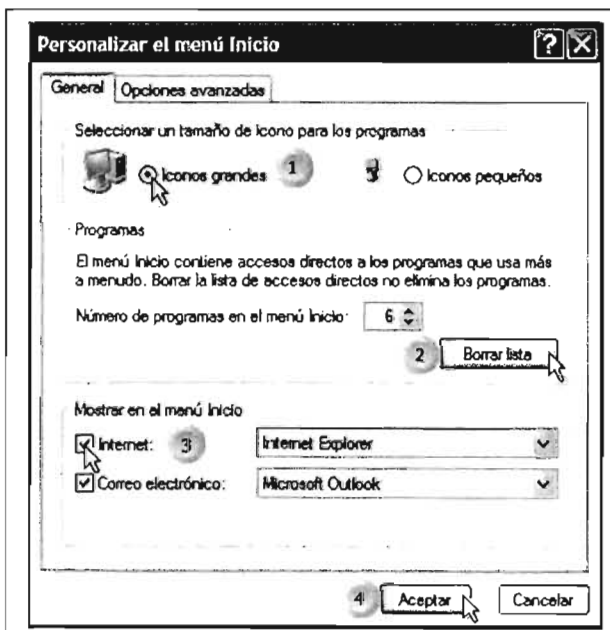 Personalizar el menú Inicio
General Opciones avanzadas
Seleccionar un tamaño de icono para los programas
Iconos grandes 1 Iconos pequeños
Programas
El menú Inicio contiene accesos directos a los programas que usa más
a menudo. Borrar la lista de accesos directos no elimina los programas.
Número de programas en el menú Inicio: 6
2 Borrar lista
Mostrar en el menú Inicio
Internet: 3 Internet Explorer
Correo electrónico: Microsoft Outlook
4 Aceptar Cancelar